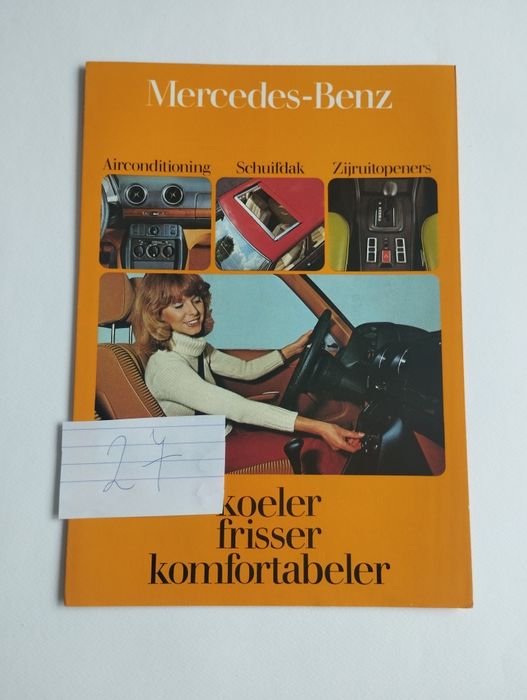 Mercedes-Benz
Airconditioning Schuifdak Zijruitopeners
27
koeler
frisser
komfortabeler